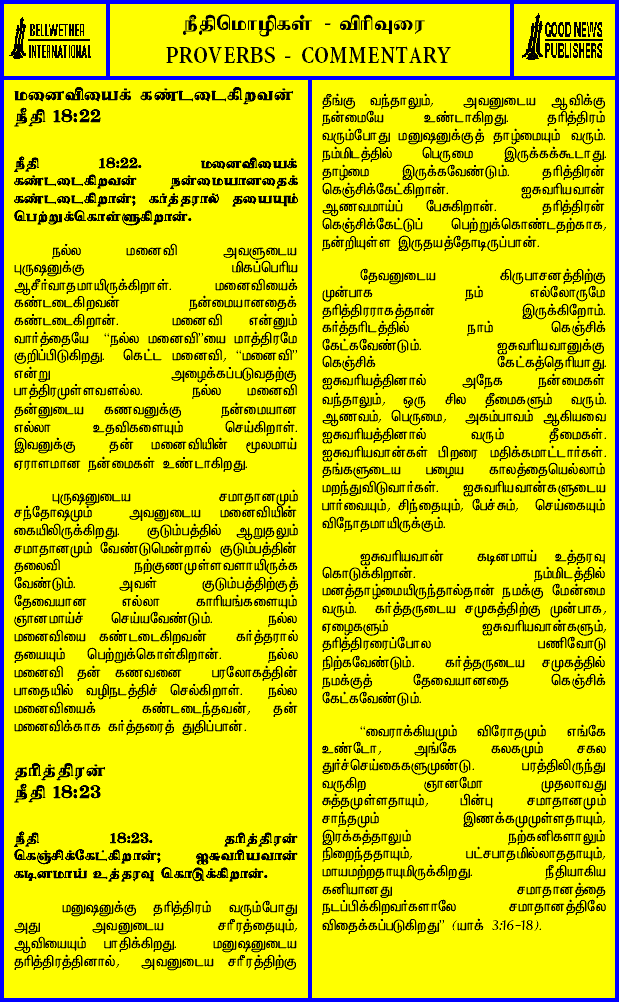 BELLWETHER
INTERNATIONAL
நீதிமொழிகள் - விரிவுரை
PROVERBS - COMMENTARY
GOOD NEWS
PUBLISHERS
மனைவியைக் கண்டடைகிறவன்
நீதி 18:22
நீதி 18:22. மனைவியைக்
கண்டடைகிறவன் நன்மையானதைக்
கண்டடைகிறான்; கர்த்தரால் தயையும்
பெற்றுக்கொள்ளுகிறான்.
நல்ல மனைவி அவளுடைய
புருஷனுக்கு மிகப்பெரிய
ஆசீர்வாதமாயிருக்கிறாள். மனைவியைக்
கண்டடைகிறவன் நன்மையானதைக்
கண்டடைகிறான். மனைவி என்னும்
வார்த்தையே “நல்ல மனைவி”யை மாத்திரமே
குறிப்பிடுகிறது. கெட்ட மனைவி, “மனைவி”
என்று அழைக்கப்படுவதற்கு
பாத்திரமுள்ளவளல்ல. நல்ல மனைவி
தன்னுடைய கணவனுக்கு நன்மையான
எல்லா உதவிகளையும் செய்கிறாள்.
இவனுக்கு தன் மனைவியின் மூலமாய்
ஏராளமான நன்மைகள் உண்டாகிறது.
புருஷனுடைய சமாதானமும்
சந்தோஷமும் அவனுடைய மனைவியின்
கையிலிருக்கிறது. குடும்பத்தில் ஆறுதலும்
சமாதானமும் வேண்டுமென்றால் குடும்பத்தின்
தலைவி நற்குணமுள்ளவளாயிருக்க
வேண்டும். அவள் குடும்பத்திற்குத்
தேவையான எல்லா காரியங்களையும்
ஞானமாய்ச் செய்யவேண்டும். நல்ல
மனைவியை கண்டடைகிறவன் கர்த்தரால்
தயையும் பெற்றுக்கொள்கிறான். நல்ல
மனைவி தன் கணவனை பரலோகத்தின்
பாதையில் வழிநடத்திச் செல்கிறாள். நல்ல
மனைவியைக் கண்டடைந்தவன், தன்
மனைவிக்காக கர்த்தரைத் துதிப்பான்.
தரித்திரன்
நீதி 18:23
நீதி 18:23. தரித்திரன்
கெஞ்சிக்கேட்கிறான்; ஐசுவரியவான்
கடினமாய் உத்தரவு கொடுக்கிறான்.
மனுஷனுக்கு தரித்திரம் வரும்போது
அது அவனுடைய சரீரத்தையும்,
ஆவியையும் பாதிக்கிறது. மனுஷனுடைய
தரித்திரத்தினால், அவனுடைய சரீரத்திற்கு
தீங்கு வந்தாலும், அவனுடைய ஆவிக்கு
நன்மையே உண்டாகிறது. தரித்திரம்
வரும்போது மனுஷனுக்குத் தாழ்மையும் வரும்.
நம்மிடத்தில் பெருமை இருக்கக்கூடாது.
தாழ்மை இருக்கவேண்டும். தரித்திரன்
கெஞ்சிக்கேட்கிறான். ஐசுவரியவான்
ஆணவமாய்ப் பேசுகிறான். தரித்திரன்
கெஞ்சிக்கேட்டுப் பெற்றுக்கொண்டதற்காக,
நன்றியுள்ள இருதயத்தோடிருப்பான்.
தேவனுடைய கிருபாசனத்திற்கு
முன்பாக நம் எல்லோருமே
தரித்திரராகத்தான் இருக்கிறோம்.
கர்த்தரிடத்தில் நாம் கெஞ்சிக்
கேட்கவேண்டும். ஐசுவரியவானுக்கு
கெஞ்சிக் கேட்கத்தெரியாது.
ஐசுவரியத்தினால் அநேக நன்மைகள்
வந்தாலும், ஒரு சில தீமைகளும் வரும்.
ஆணவம், பெருமை, அகம்பாவம் ஆகியவை
ஐசுவரியத்தினால் வரும் தீமைகள்.
ஐசுவரியவான்கள் பிறரை மதிக்கமாட்டார்கள்.
தங்களுடைய பழைய காலத்தையெல்லாம்
மறந்துவிடுவார்கள். ஐசுவரியவான்களுடைய
பார்வையும், சிந்தையும், பேச்சும், செய்கையும்
விநோதமாயிருக்கும்.
ஐசுவரியவான் கடினமாய் உத்தரவு
கொடுக்கிறான். நம்மிடத்தில்
மனத்தாழ்மையிருந்தால்தான் நமக்கு மேன்மை
வரும். கர்த்தருடைய சமுகத்திற்கு முன்பாக,
ஏழைகளும் ஐசுவரியவான்களும்,
தரித்திரரைப்போல பணிவோடு
நிற்கவேண்டும். கர்த்தருடைய சமுகத்தில்
நமக்குத் தேவையானதை கெஞ்சிக்
கேட்கவேண்டும்.
“வைராக்கியமும் விரோதமும் எங்கே
உண்டோ, அங்கே கலகமும் சகல
துர்ச்செய்கைகளுமுண்டு. பரத்திலிருந்து
வருகிற ஞானமோ முதலாவது
சுத்தமுள்ளதாயும், பின்பு சமாதானமும்
சாந்தமும் இணக்கமுமுள்ளதாயும்,
இரக்கத்தாலும் நற்கனிகளாலும்
நிறைந்ததாயும், பட்சபாதமில்லாததாயும்,
மாயமற்றதாயுமிருக்கிறது. நீதியாகிய
கனியானது சமாதானத்தை
நடப்பிக்கிறவர்களாலே சமாதானத்திலே
விதைக்கப்படுகிறது” (யாக் 3:16-18).